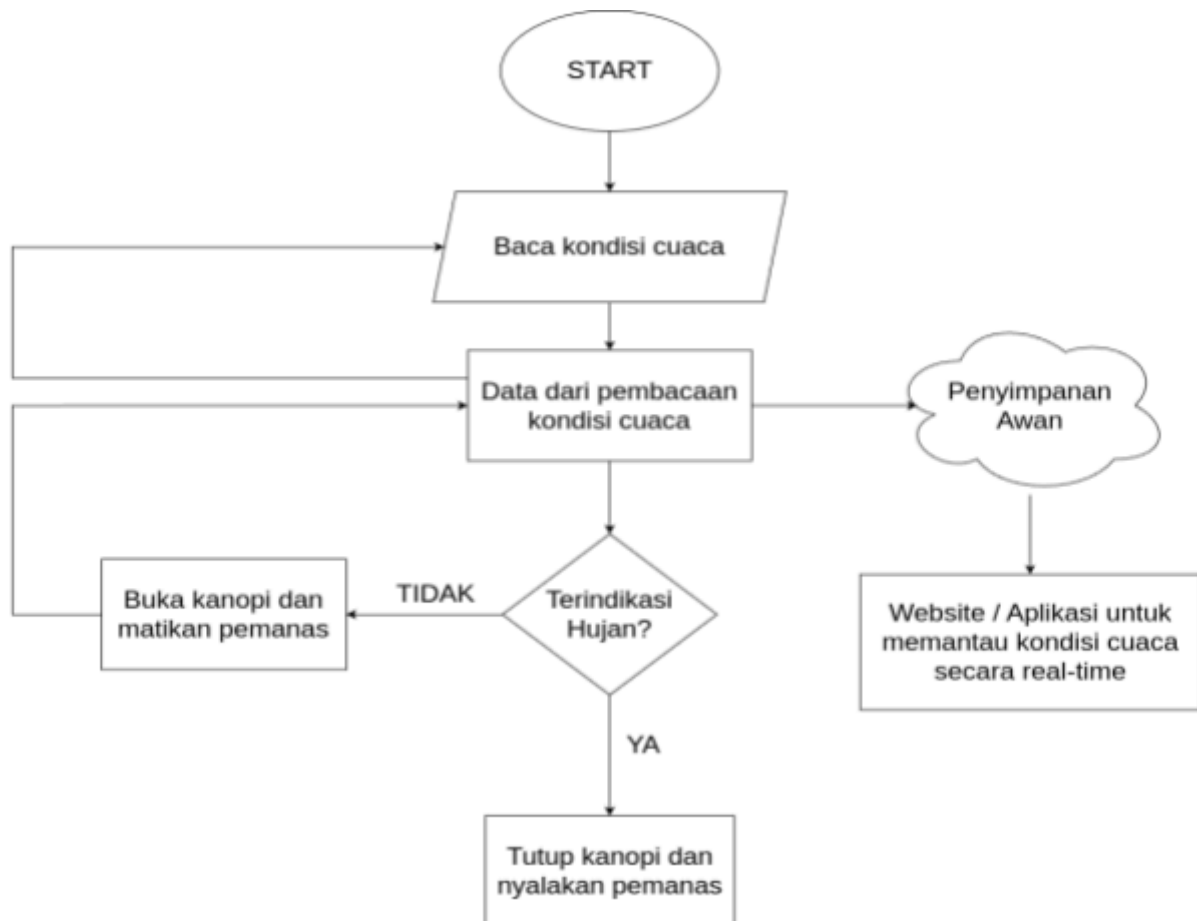 START
Baca kondisi cuaca
Data dari pembacaan
kondisi cuaca
Penyimpanan
Awan
Terindikasi
Hujan?
TIDAK
Buka kanopi dan
matikan pemanas
Website / Aplikasi untuk
memantau kondisi cuaca
secara real-time
YA
Tutup kanopi dan
nyalakan pemanas